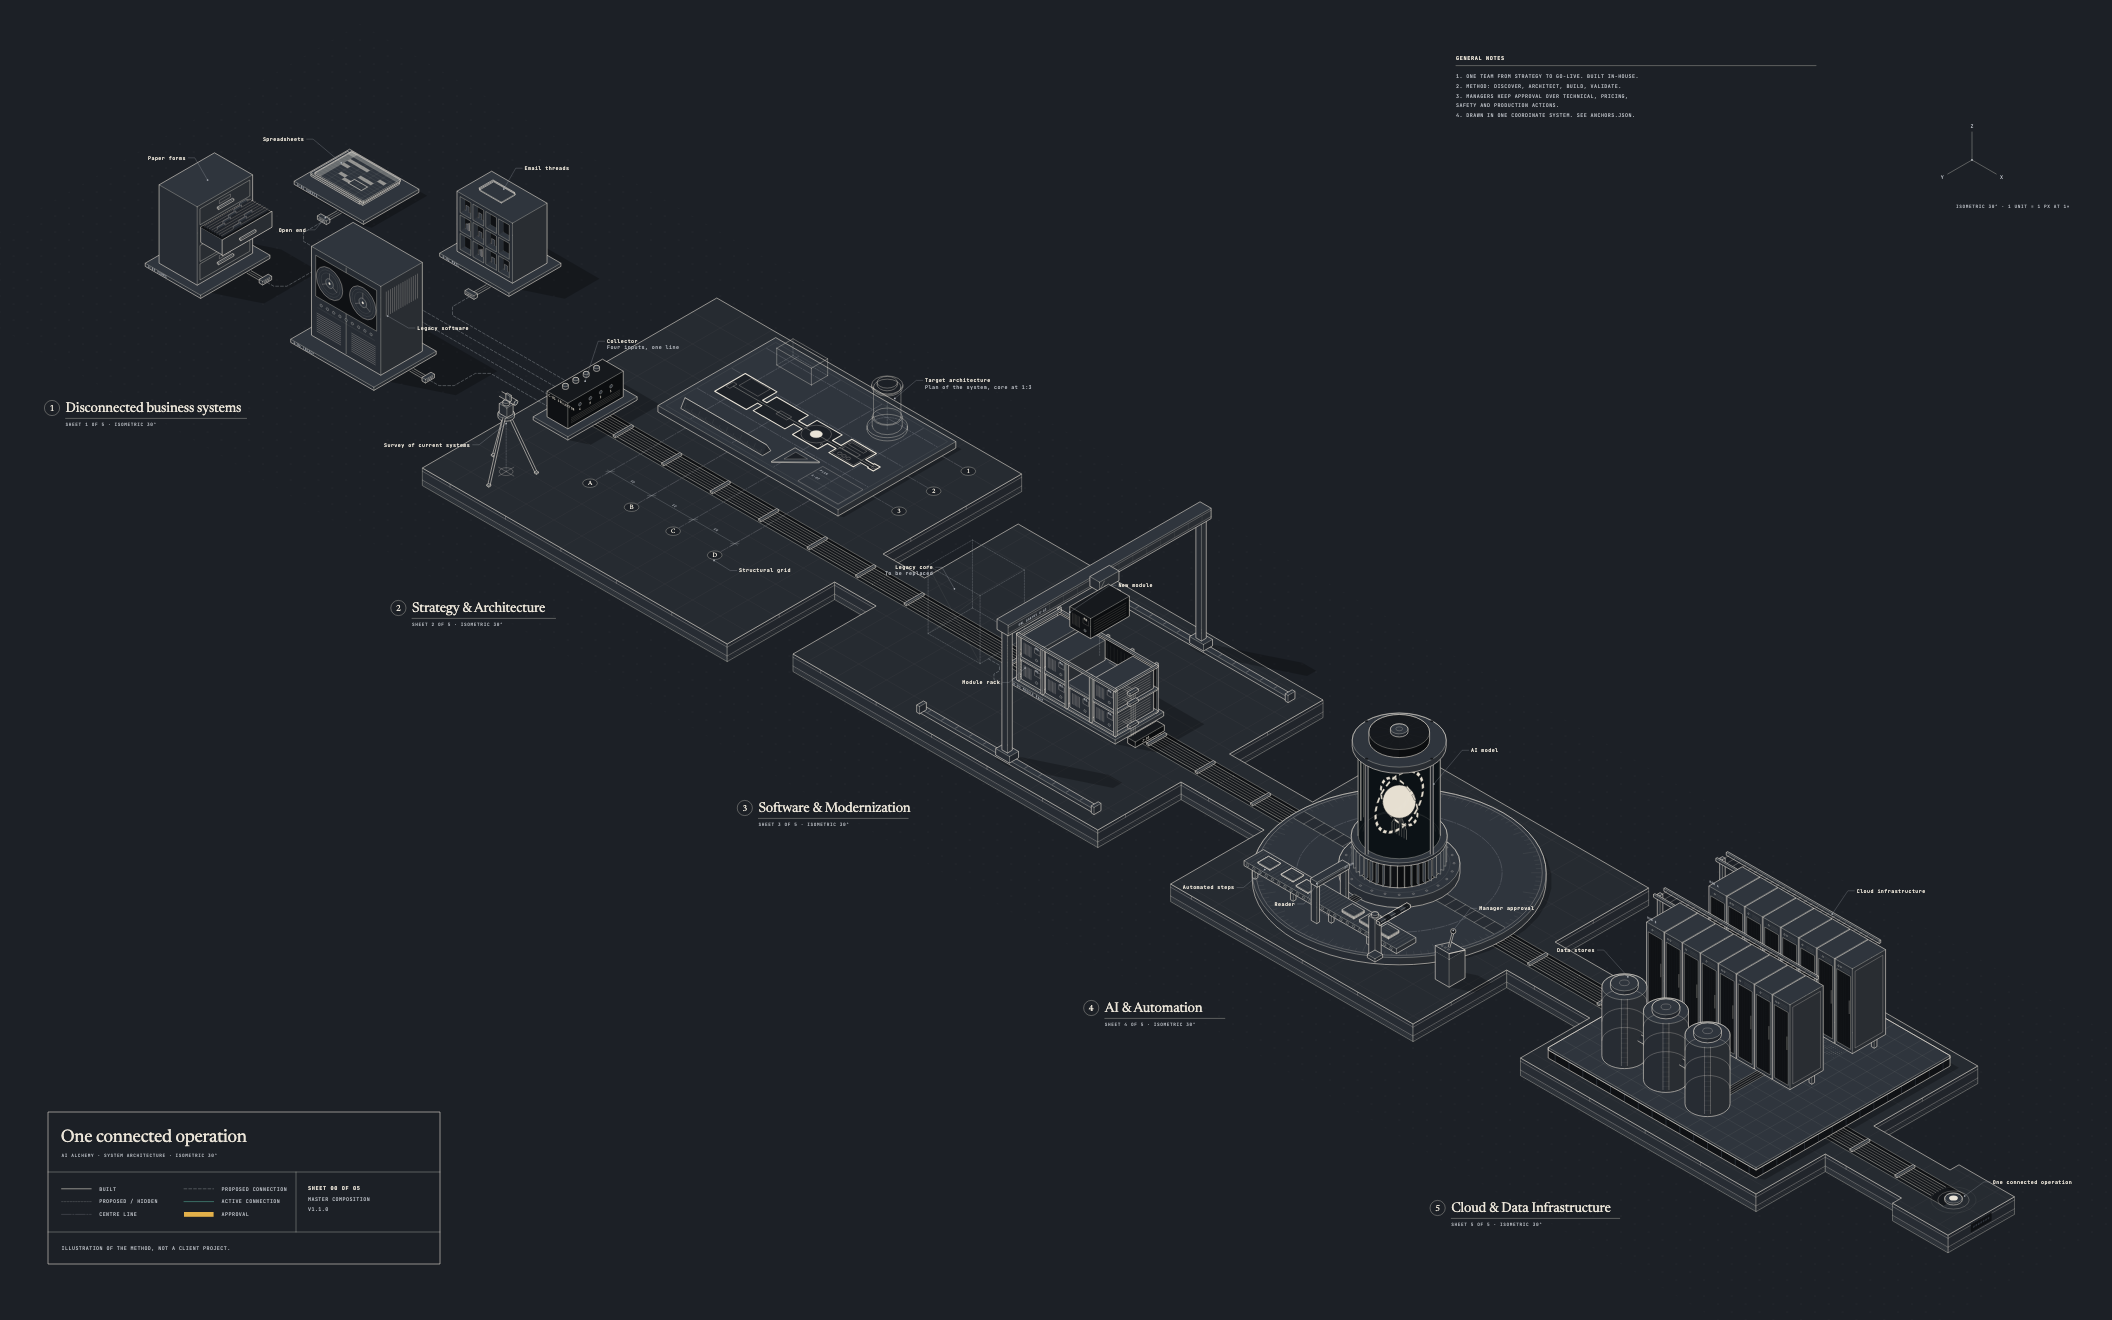 GENERAL NOTES
1. ONE TEAM FROM STRATEGY TO GO-LIVE. BUILT IN-HOUSE.
2. METHOD: DISCOVER, ARCHITECT, BUILD, VALIDATE.
3. MANAGERS KEEP APPROVAL OVER TECHNICAL, PRICING,
SAFETY AND PRODUCTION ACTIONS.
4. DRAWN IN ONE COORDINATE SYSTEM. SEE ANCHORS.JSON.
Z
Y
X
ISOMETRIC 30° · 1 UNIT = 1 PX AT 1×
Spreadsheets
Paper forms
Email threads
Open end
Legacy software
1 Disconnected business systems
SHEET 1 OF 5 · ISOMETRIC 30°
Collector
Four inputs, one line
Target architecture
Plan of the system, core at 1:3
Survey of current systems
1
2
3
A
B
C
D
Structural grid
2 Strategy & Architecture
SHEET 2 OF 5 · ISOMETRIC 30°
Legacy core
To be replaced
New module
Module rack
3 Software & Modernization
SHEET 3 OF 5 · ISOMETRIC 30°
AI model
Automated steps
Reader
Manager approval
4 AI & Automation
SHEET 4 OF 5 · ISOMETRIC 30°
Cloud infrastructure
Data stores
One connected operation
5 Cloud & Data Infrastructure
SHEET 5 OF 5 · ISOMETRIC 30°
One connected operation
AI ALCHEMY · SYSTEM ARCHITECTURE · ISOMETRIC 30°
BUILT
PROPOSED / HIDDEN
CENTRE LINE
PROPOSED CONNECTION
ACTIVE CONNECTION
APPROVAL
SHEET 00 OF 05
MASTER COMPOSITION
V1.1.0
ILLUSTRATION OF THE METHOD, NOT A CLIENT PROJECT.